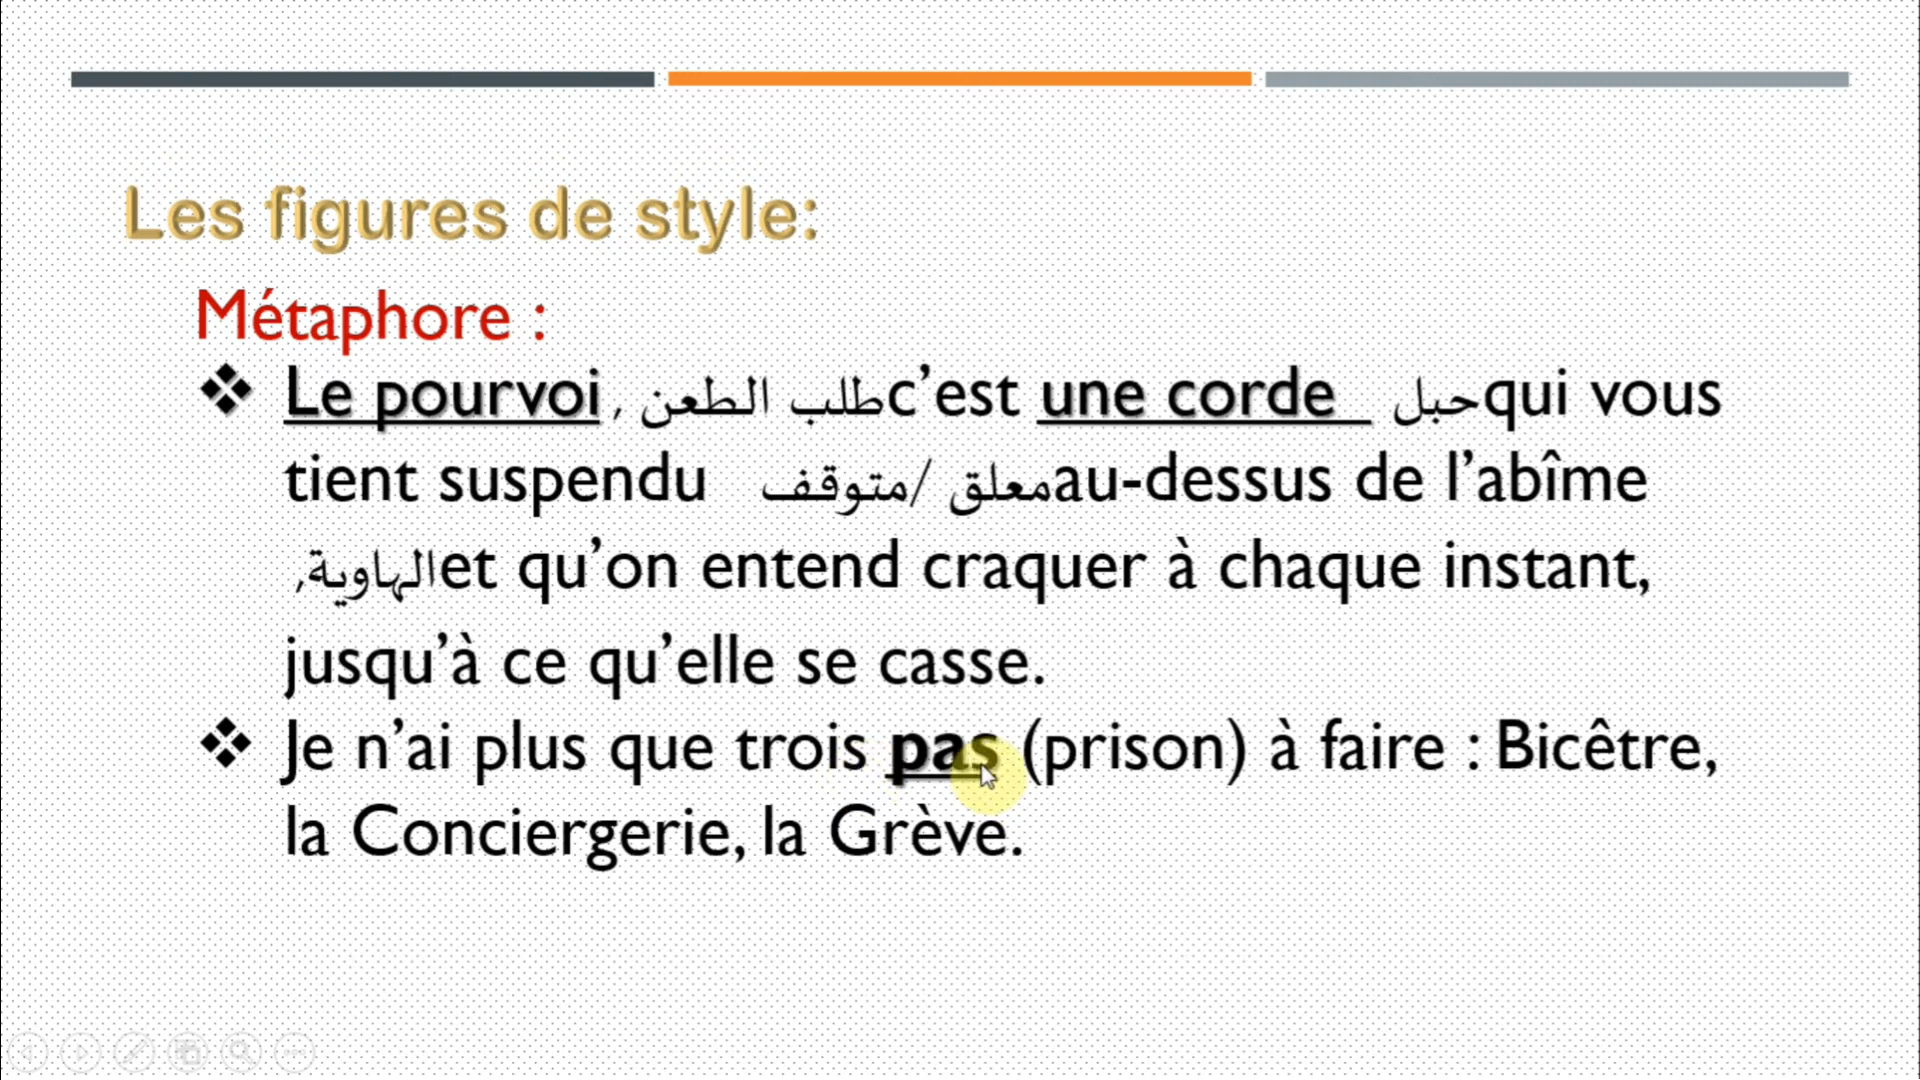 Les figures de style:
Métaphore :
❖ Le pourvoi , طلب الطعن c’est une corde حبل qui vous
tient suspendu معلق /متوقف au-dessus de l’abîme
الهاوية, et qu’on entend craquer à chaque instant,
jusqu’à ce qu’elle se casse.
❖ Je n’ai plus que trois pas (prison) à faire : Bicêtre,
la Conciergerie, la Grève.